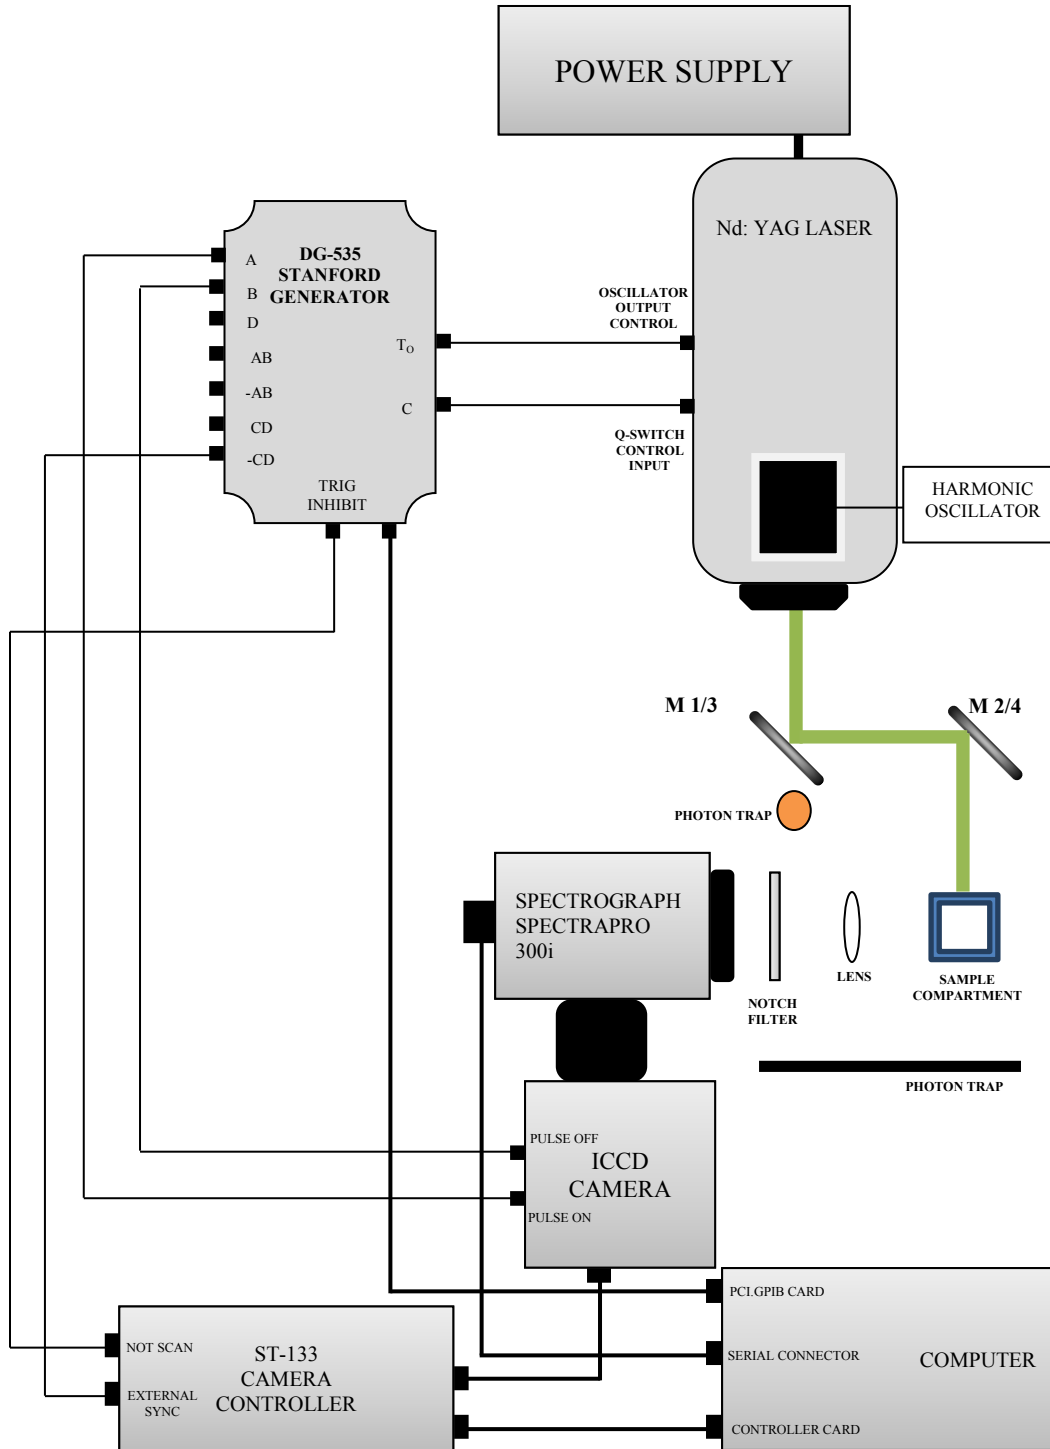 POWER SUPPLY
Nd: YAG LASER
DG-535
STANFORD
GENERATOR
A
B
D
AB
-AB
CD
-CD
T₀
C
TRIG
INHIBIT
OSCILLATOR
OUTPUT
CONTROL
Q-SWITCH
CONTROL
INPUT
HARMONIC
OSCILLATOR
M 1/3
M 2/4
PHOTON TRAP
SPECTROGRAPH
SPECTRAPRO
300i
NOTCH
FILTER
LENS
SAMPLE
COMPARTMENT
PHOTON TRAP
PULSE OFF
ICCD
CAMERA
PULSE ON
NOT SCAN
EXTERNAL
SYNC
ST-133
CAMERA
CONTROLLER
PCI.GPIB CARD
SERIAL CONNECTOR
CONTROLLER CARD
COMPUTER